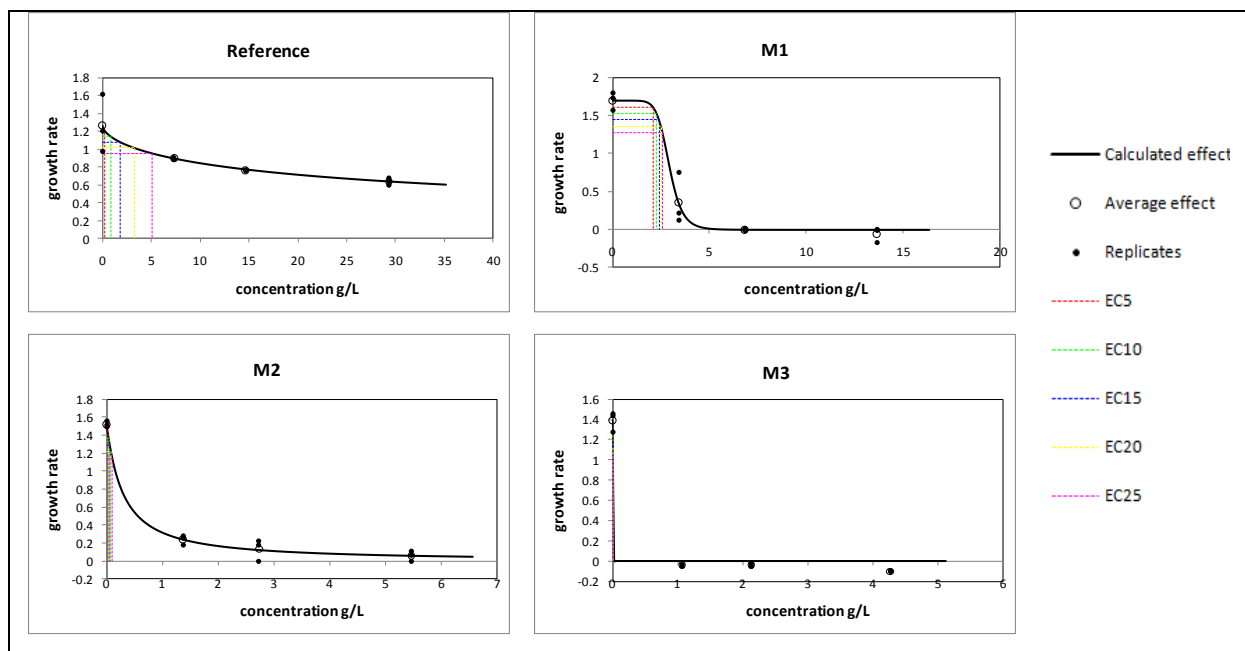 Reference
growth rate
1.8
1.6
1.4
1.2
1
0.8
0.6
0.4
0.2
0
0 5 10 15 20 25 30 35 40
concentration g/L
M1
growth rate
2
1.5
1
0.5
0
-0.5
0 5 10 15 20
concentration g/L
M2
growth rate
1.8
1.6
1.4
1.2
1
0.8
0.6
0.4
0.2
0
-0.2
0 1 2 3 4 5 6 7
concentration g/L
M3
growth rate
1.6
1.4
1.2
1
0.8
0.6
0.4
0.2
0
-0.2
0 1 2 3 4 5 6
concentration g/L
Calculated effect
Average effect
Replicates
EC5
EC10
EC15
EC20
EC25